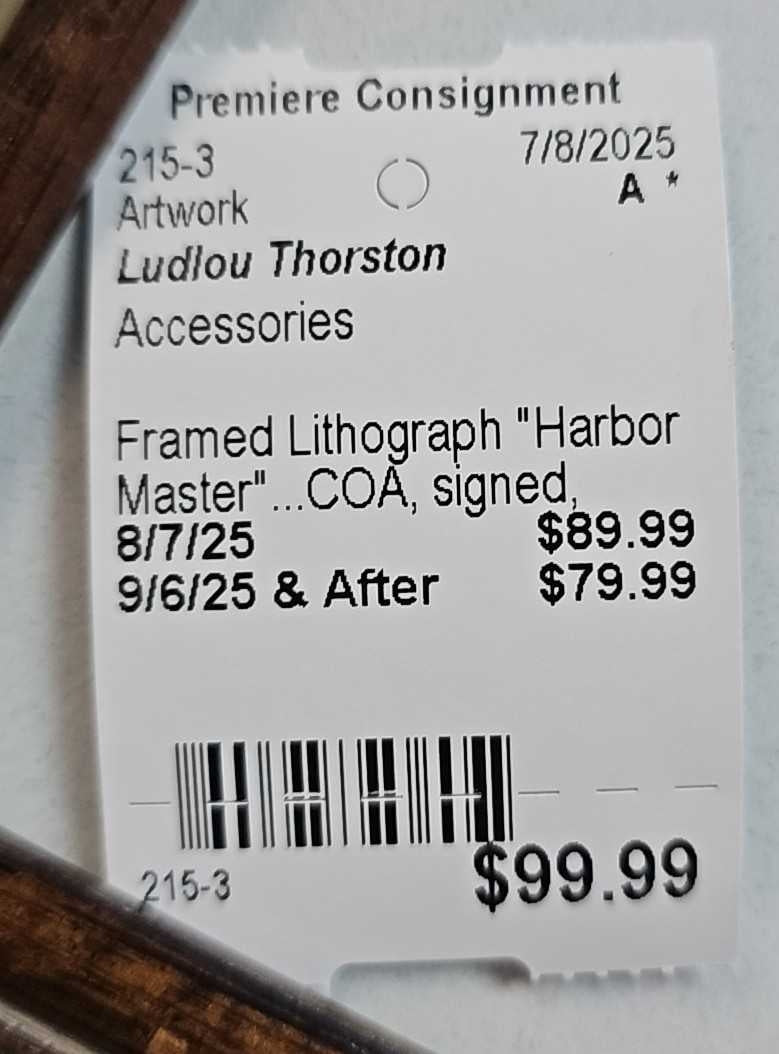 Premiere Consignment
215-3 7/8/2025
Artwork A *
Ludlou Thorston
Accessories
Framed Lithograph "Harbor
Master"...COA, signed,
8/7/25 $89.99
9/6/25 & After $79.99
215-3 $99.99